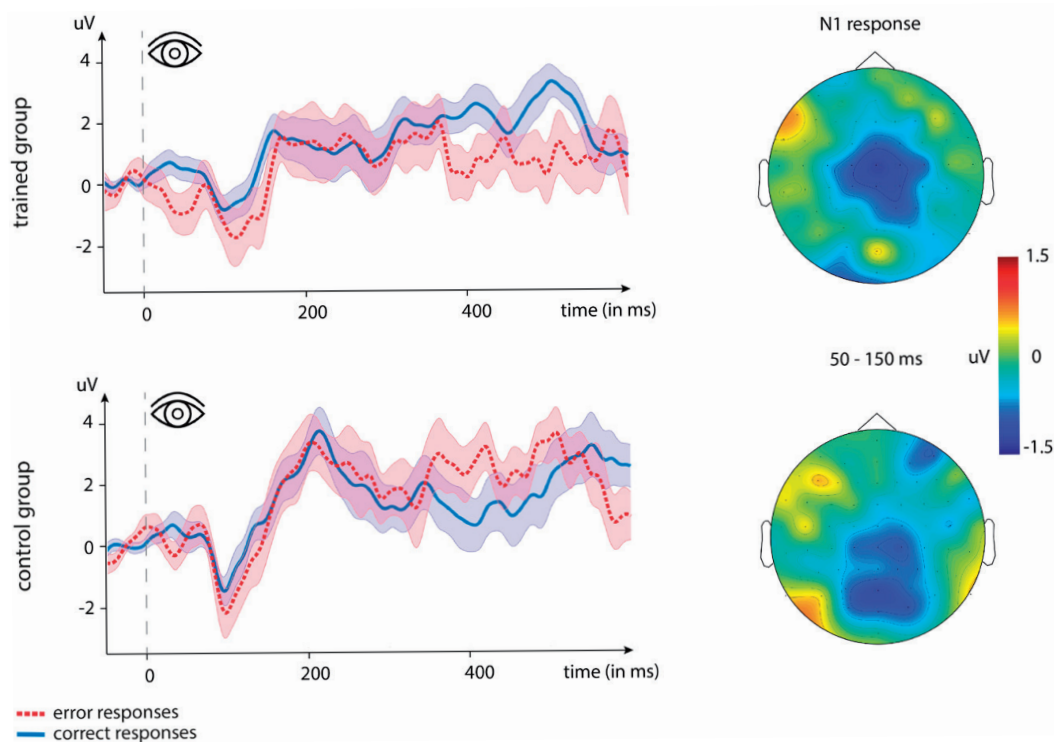 uV
N1 response
4
2
0
-2
trained group
0
200
400
time (in ms)
1.5
0
-1.5
uV
50 - 150 ms
uV
4
2
0
-2
control group
0
200
400
time (in ms)
error responses
correct responses